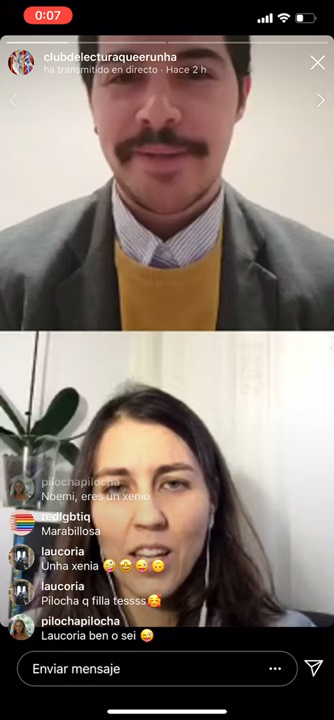 0:07
clubdelecturaqueerunha
ha transmitido en directo · Hace 2 h
pilochapilocha
Noemi, eres un xenio
redlgbtiq
Marabillosa
laucoria
Unha xenia 🤪🤩😜🙃
laucoria
Pilocha q filla tessss🥰
pilochapilocha
Laucoria ben o sei 😜
Enviar mensaje